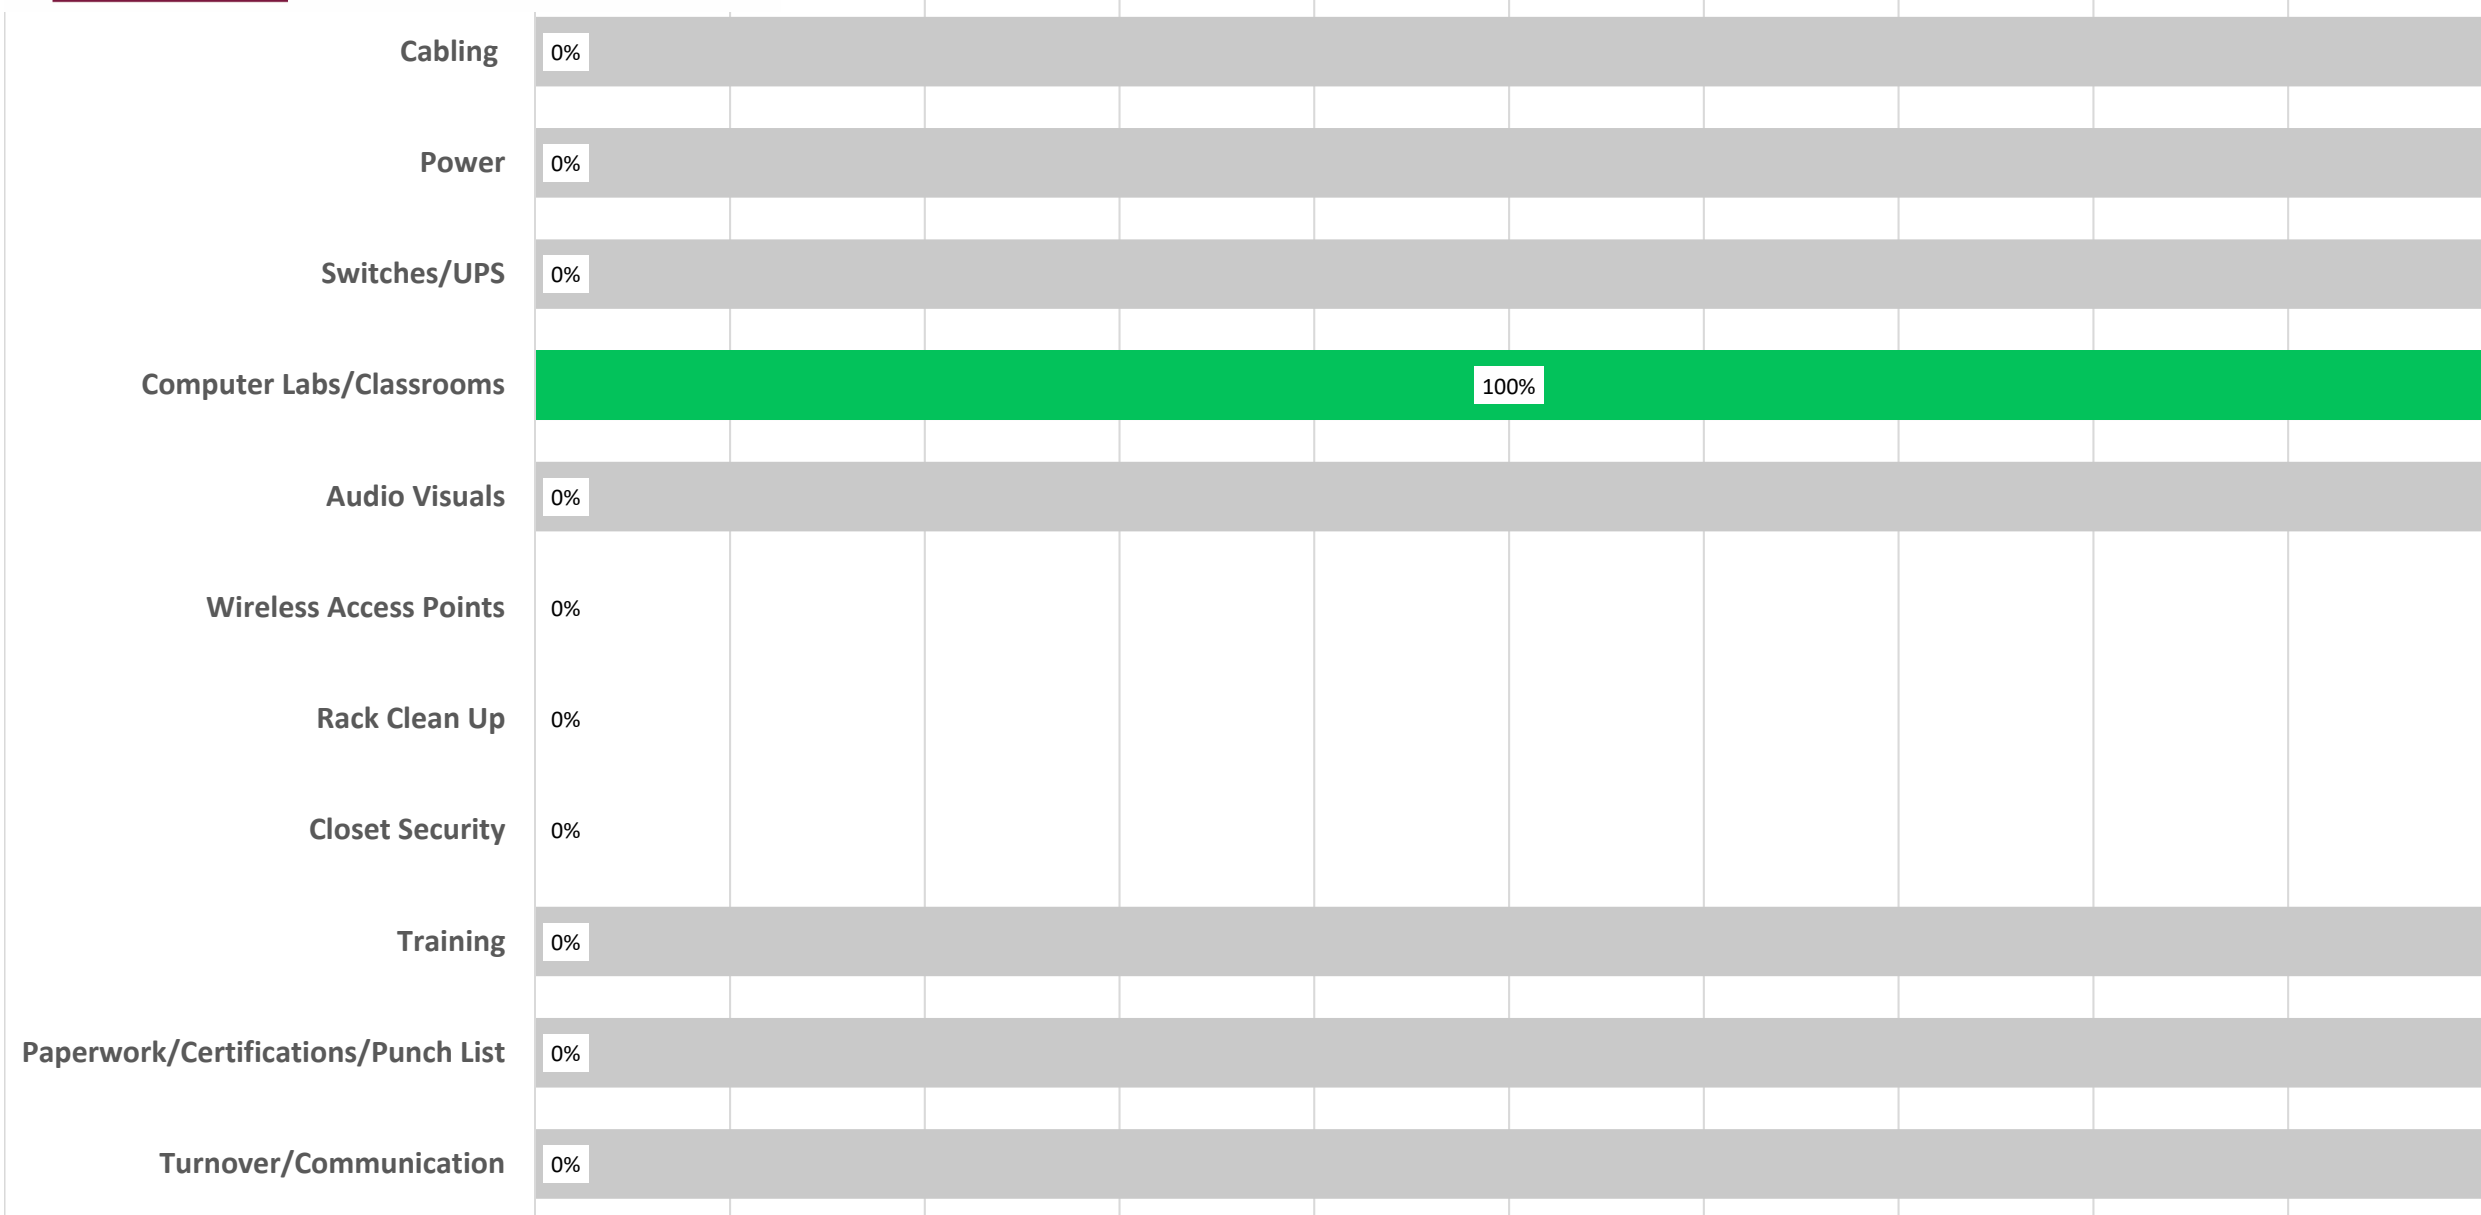 Cabling 0%
Power 0%
Switches/UPS 0%
Computer Labs/Classrooms 100%
Audio Visuals 0%
Wireless Access Points 0%
Rack Clean Up 0%
Closet Security 0%
Training 0%
Paperwork/Certifications/Punch List 0%
Turnover/Communication 0%